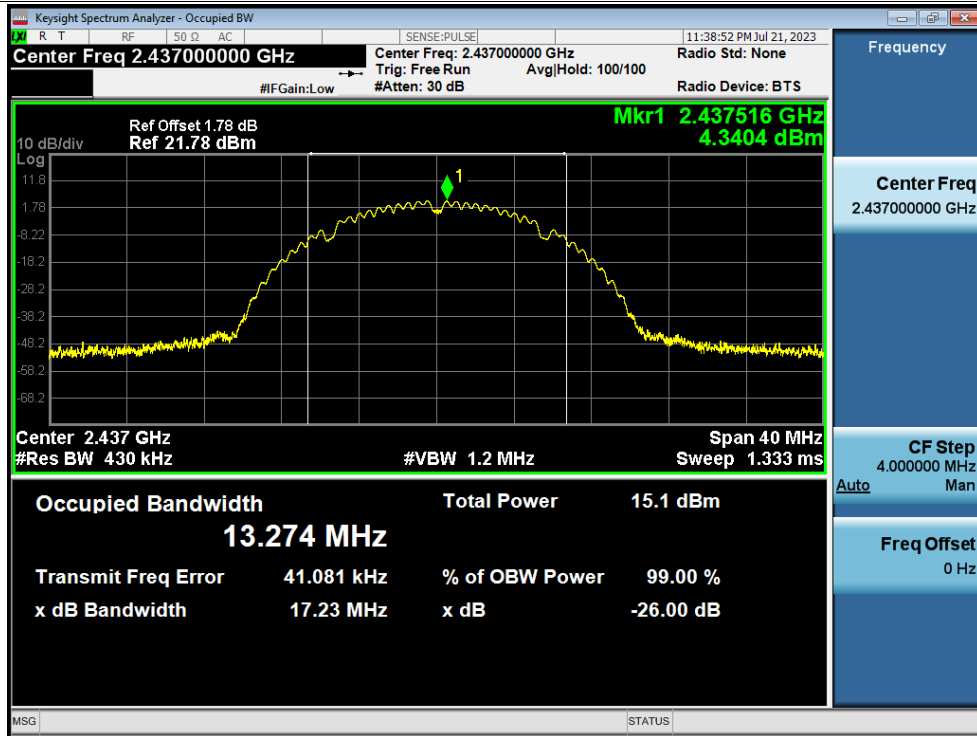 Keysight Spectrum Analyzer - Occupied BW
LXI R T RF 50 Ω AC SENSE:PULSE 11:38:52 PM Jul 21, 2023
Center Freq 2.437000000 GHz
Center Freq: 2.437000000 GHz
Radio Std: None
Trig: Free Run Avg|Hold: 100/100
#IFGain:Low
#Atten: 30 dB
Radio Device: BTS
Frequency
Mkr1 2.437516 GHz
4.3404 dBm
Ref Offset 1.78 dB
10 dB/div Ref 21.78 dBm
Log
11.8
1
1.78
-8.22
-18.2
-28.2
-38.2
-48.2
-58.2
-68.2
Center 2.437 GHz Span 40 MHz
#Res BW 430 kHz #VBW 1.2 MHz Sweep 1.333 ms
Occupied Bandwidth Total Power 15.1 dBm
13.274 MHz
Transmit Freq Error 41.081 kHz % of OBW Power 99.00 %
x dB Bandwidth 17.23 MHz x dB -26.00 dB
Center Freq
2.437000000 GHz
CF Step
4.000000 MHz
Auto Man
Freq Offset
0 Hz
MSG STATUS